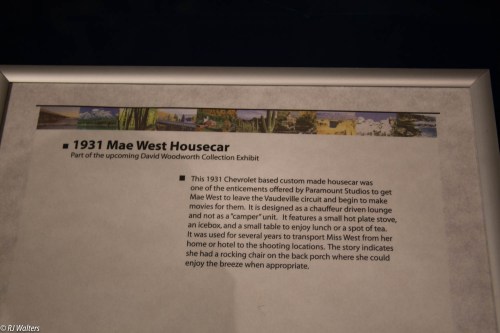 1931 Mae West Housecar
Part of the upcoming David Woodworth Collection Exhibit
This 1931 Chevrolet based custom made housecar was
one of the enticements offered by Paramount Studios to get
Mae West to leave the Vaudeville circuit and begin to make
movies for them. It is designed as a chauffeur driven lounge
and not as a "camper" unit. It features a small hot plate stove,
an icebox, and a small table to enjoy lunch or a spot of tea.
It was used for several years to transport Miss West from her
home or hotel to the shooting locations. The story indicates
she had a rocking chair on the back porch where she could
enjoy the breeze when appropriate.
©RJ Walters